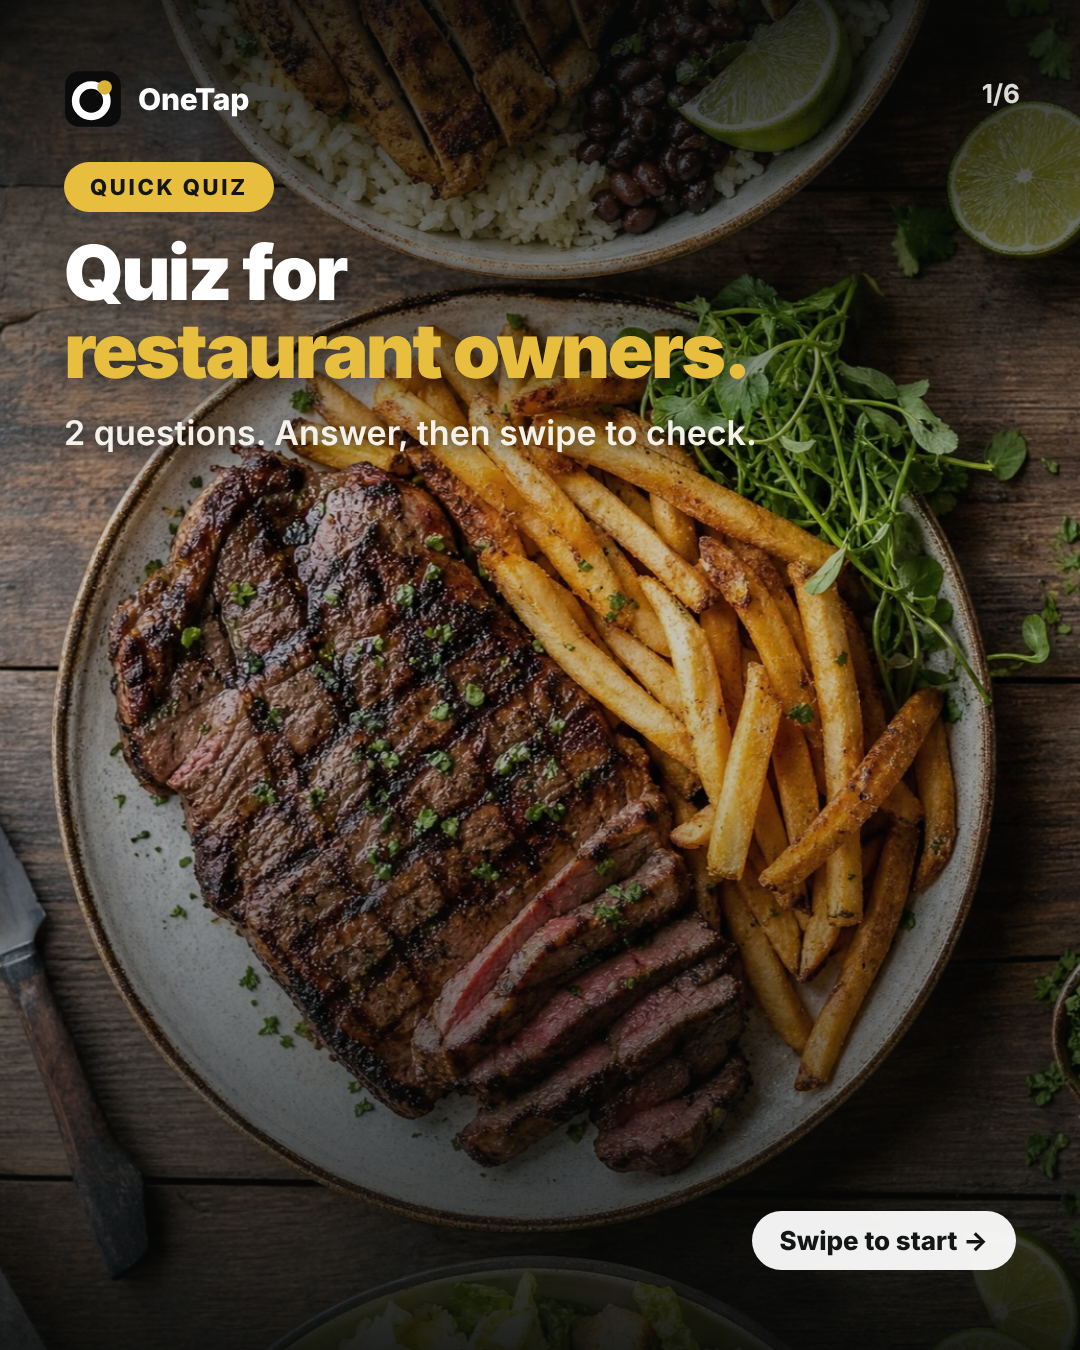 OneTap
1/6
QUICK QUIZ
Quiz for
restaurant owners.
2 questions. Answer, then swipe to check.
Swipe to start →